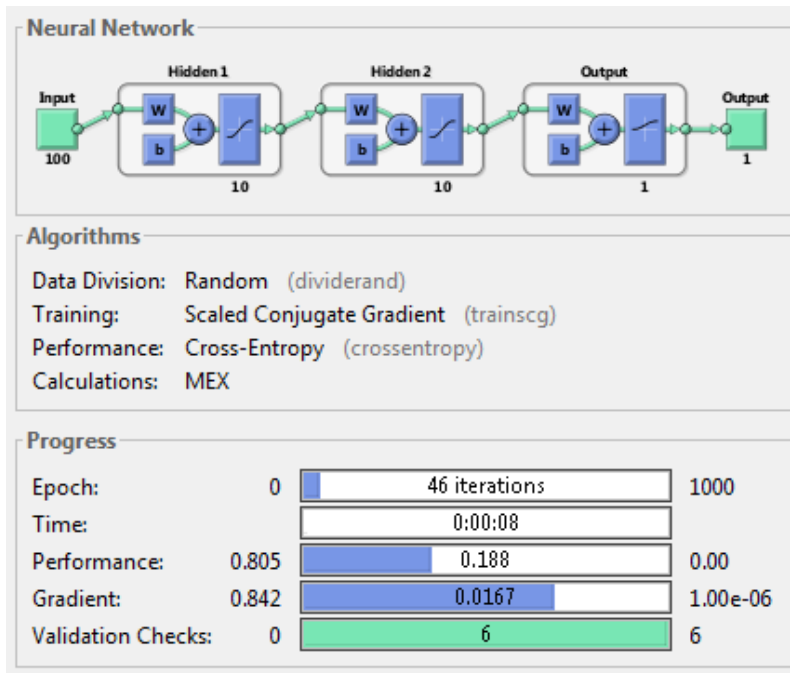 Neural Network
Hidden 1 Hidden 2 Output
Input Output
W W W
+ + +
b b b
100 1
10 10 1
Algorithms
Data Division: Random (dividerand)
Training: Scaled Conjugate Gradient (trainscg)
Performance: Cross-Entropy (crossentropy)
Calculations: MEX
Progress
Epoch: 0 46 iterations 1000
Time: 0:00:08
Performance: 0.805 0.188 0.00
Gradient: 0.842 0.0167 1.00e-06
Validation Checks: 0 6 6